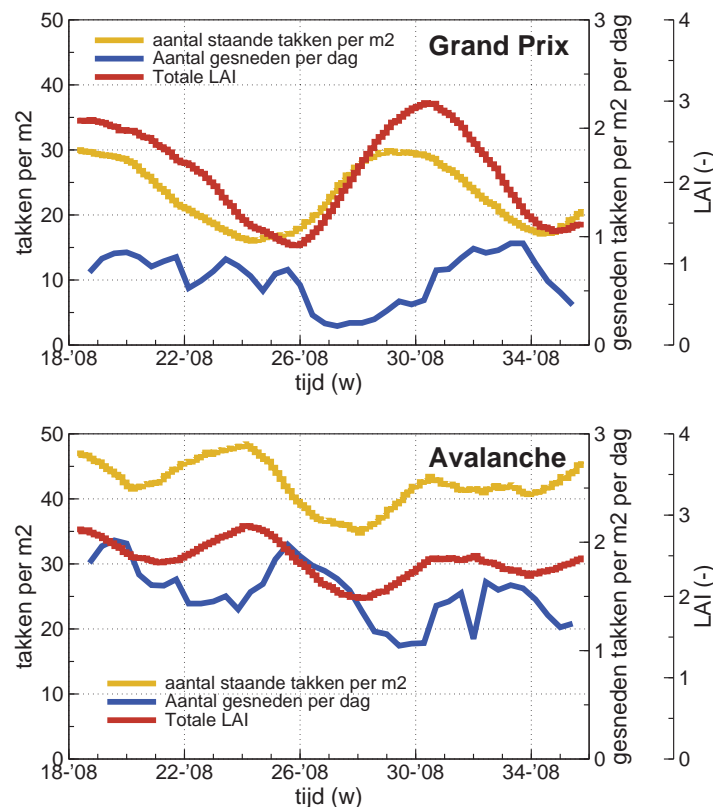 Grand Prix
aantal staande takken per m2
Aantal gesneden per dag
Totale LAI
takken per m2
50
40
30
20
10
0
18-'08 22-'08 26-'08 30-'08 34-'08
tijd (w)
gesneden takken per m2 per dag
3
2
1
0
LAI (-)
4
3
2
1
0
Avalanche
takken per m2
50
40
30
20
10
0
aantal staande takken per m2
Aantal gesneden per dag
Totale LAI
18-'08 22-'08 26-'08 30-'08 34-'08
tijd (w)
gesneden takken per m2 per dag
3
2
1
0
LAI (-)
4
3
2
1
0